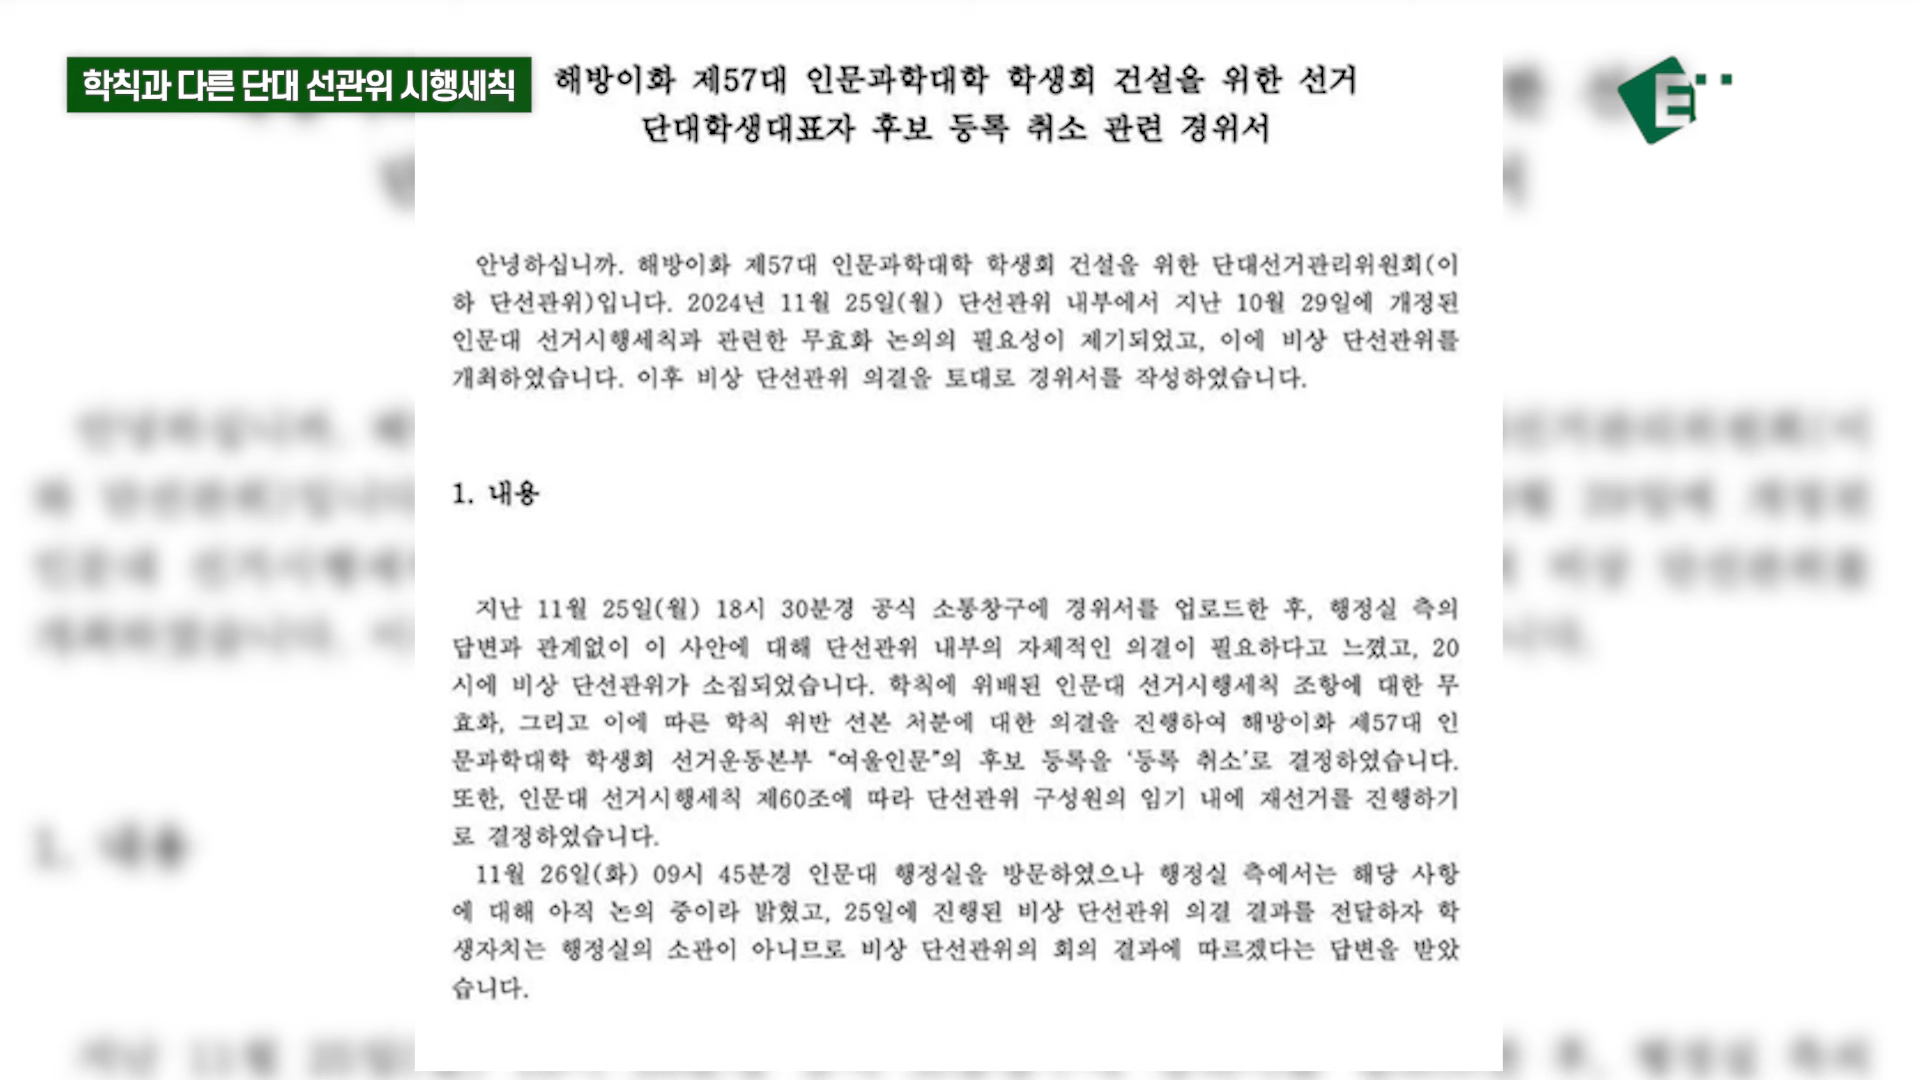 학칙과 다른 단대 선관위 시행세칙
해방이화 제57대 인문과학대학 학생회 건설을 위한 선거
단대학생대표자 후보 등록 취소 관련 경위서
E
안녕하십니까. 해방이화 제57대 인문과학대학 학생회 건설을 위한 단대선거관리위원회(이
하 단선관위)입니다. 2024년 11월 25일(월) 단선관위 내부에서 지난 10월 29일에 개정된
인문대 선거시행세칙과 관련한 무효화 논의의 필요성이 제기되었고, 이에 비상 단선관위를
개최하였습니다. 이후 비상 단선관위 의결을 토대로 경위서를 작성하였습니다.
1. 내용
지난 11월 25일(월) 18시 30분경 공식 소통창구에 경위서를 업로드한 후, 행정실 측의
답변과 관계없이 이 사안에 대해 단선관위 내부의 자체적인 의결이 필요하다고 느꼈고, 20
시에 비상 단선관위가 소집되었습니다. 학칙에 위배된 인문대 선거시행세칙 조항에 대한 무
효화, 그리고 이에 따른 학칙 위반 선본 처분에 대한 의결을 진행하여 해방이화 제57대 인
문과학대학 학생회 선거운동본부 “여울인문”의 후보 등록을 ‘등록 취소’로 결정하였습니다.
또한, 인문대 선거시행세칙 제60조에 따라 단선관위 구성원의 임기 내에 재선거를 진행하기
로 결정하였습니다.
11월 26일(화) 09시 45분경 인문대 행정실을 방문하였으나 행정실 측에서는 해당 사항
에 대해 아직 논의 중이라 밝혔고, 25일에 진행된 비상 단선관위 의결 결과를 전달하자 학
생자치는 행정실의 소관이 아니므로 비상 단선관위의 회의 결과에 따르겠다는 답변을 받았
습니다.